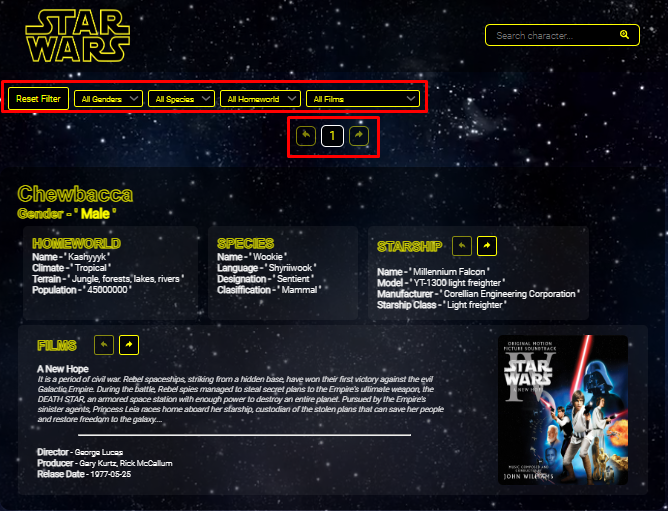 STAR
WARS
Search character...
Reset Filter
All Genders
All Species
All Homeworld
All Films
1
Chewbacca
Gender - " Male "
HOMEWORLD
Name - " Kashyyyk "
Climate - " Tropical "
Terrain - " Jungle, forests, lakes, rivers "
Population - " 45000000 "
SPECIES
Name - " Wookie "
Language - " Shyriiwook "
Designation - " Sentient "
Clasiffication - " Mammal "
STARSHIP
Name - " Millennium Falcon "
Model - " YT-1300 light freighter "
Manufacturer - " Corellian Engineering Corporation "
Starship Class - " Light freighter "
FILMS
A New Hope
It is a period of civil war. Rebel spaceships, striking from a hidden base, have won their first victory against the evil
Galactic Empire. During the battle, Rebel spies managed to steal secret plans to the Empire's ultimate weapon, the
DEATH STAR, an armored space station with enough power to destroy an entire planet. Pursued by the Empire's
sinister agents, Princess Leia races home aboard her starship, custodian of the stolen plans that can save her people
and restore freedom to the galaxy....
Director - George Lucas
Producer - Gary Kurtz, Rick McCallum
Relase Date - 1977-05-25
ORIGINAL MOTION
PICTURE SOUNDTRACK
IV
STAR
WARS
A NEW HOPE
MUSIC COMPOSED AND
CONDUCTED BY
JOHN WILLIAMS